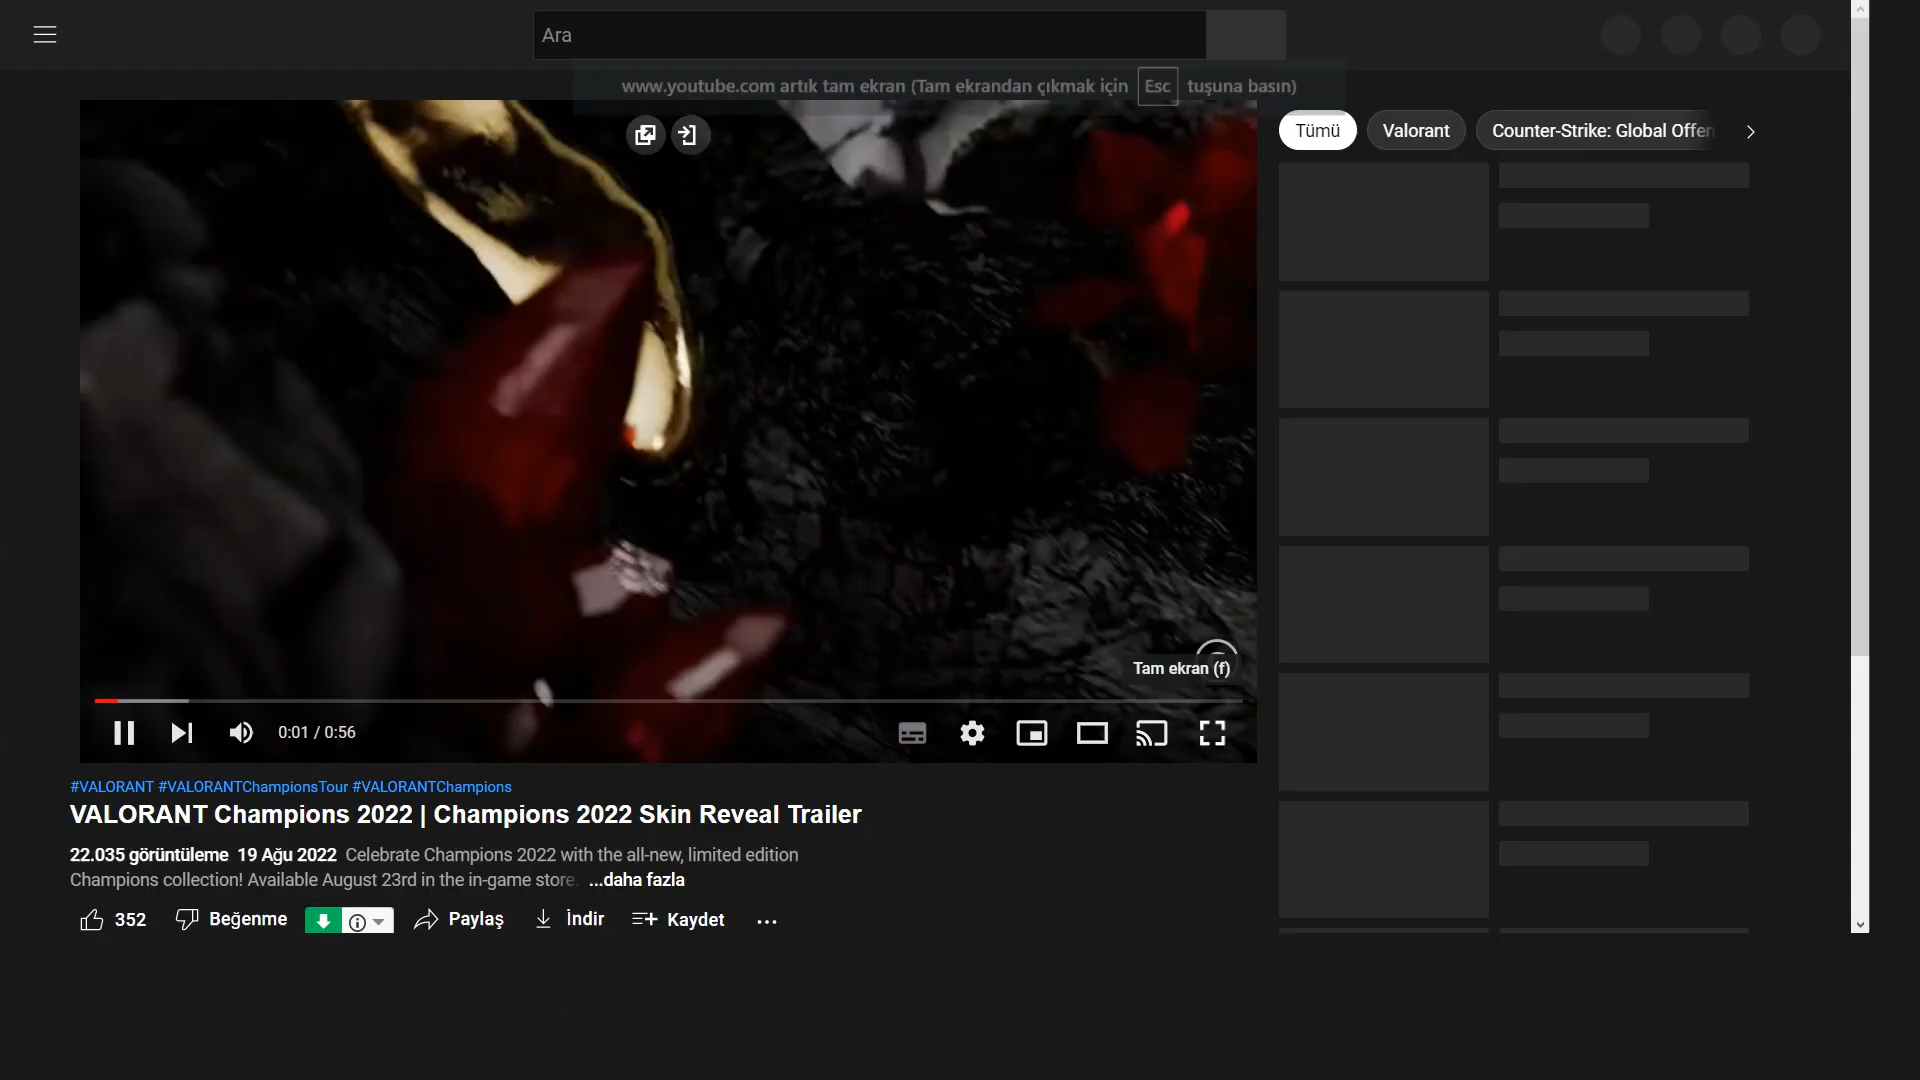 Ara
www.youtube.com artık tam ekran (Tam ekrandan çıkmak için Esc tuşuna basın)
Tümü
Valorant
Counter-Strike: Global Offen
Tam ekran (f)
0:01 / 0:56
#VALORANT #VALORANTChampionsTour #VALORANTChampions
VALORANT Champions 2022 | Champions 2022 Skin Reveal Trailer
22.035 görüntüleme 19 Ağu 2022 Celebrate Champions 2022 with the all-new, limited edition
Champions collection! Available August 23rd in the in-game store. ...daha fazla
352 Beğenme Paylaş İndir Kaydet ...